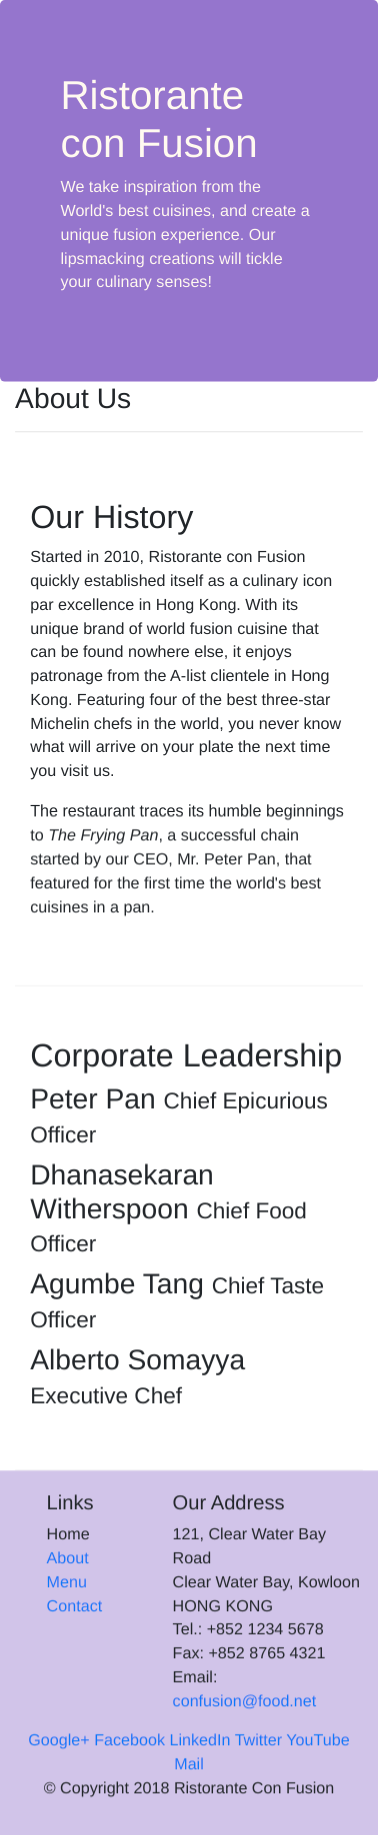 Ristorante
con Fusion
We take inspiration from the
World's best cuisines, and create a
unique fusion experience. Our
lipsmacking creations will tickle
your culinary senses!
About Us
Our History
Started in 2010, Ristorante con Fusion
quickly established itself as a culinary icon
par excellence in Hong Kong. With its
unique brand of world fusion cuisine that
can be found nowhere else, it enjoys
patronage from the A-list clientele in Hong
Kong. Featuring four of the best three-star
Michelin chefs in the world, you never know
what will arrive on your plate the next time
you visit us.
The restaurant traces its humble beginnings
to The Frying Pan, a successful chain
started by our CEO, Mr. Peter Pan, that
featured for the first time the world's best
cuisines in a pan.
Corporate Leadership
Peter Pan Chief Epicurious
Officer
Dhanasekaran
Witherspoon Chief Food
Officer
Agumbe Tang Chief Taste
Officer
Alberto Somayya
Executive Chef
Links
Home
About
Menu
Contact
Our Address
121, Clear Water Bay
Road
Clear Water Bay, Kowloon
HONG KONG
Tel.: +852 1234 5678
Fax: +852 8765 4321
Email:
confusion@food.net
Google+ Facebook LinkedIn Twitter YouTube
Mail
© Copyright 2018 Ristorante Con Fusion